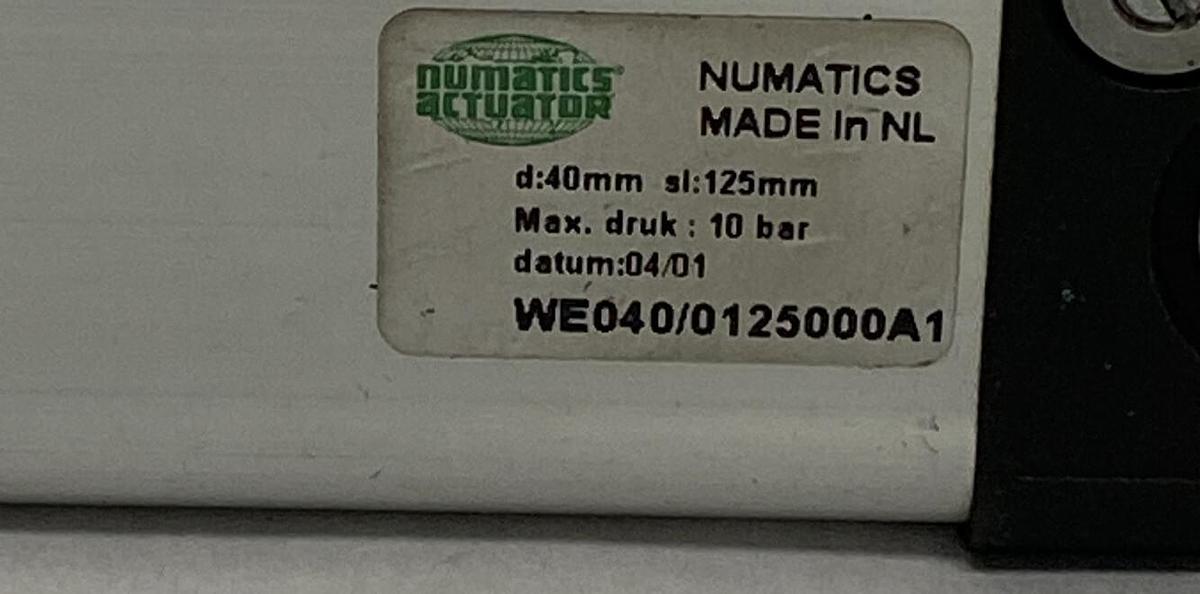 numatics®
actuator
NUMATICS
MADE In NL
d:40mm sl:125mm
Max. druk : 10 bar
datum:04/01
WE040/0125000A1